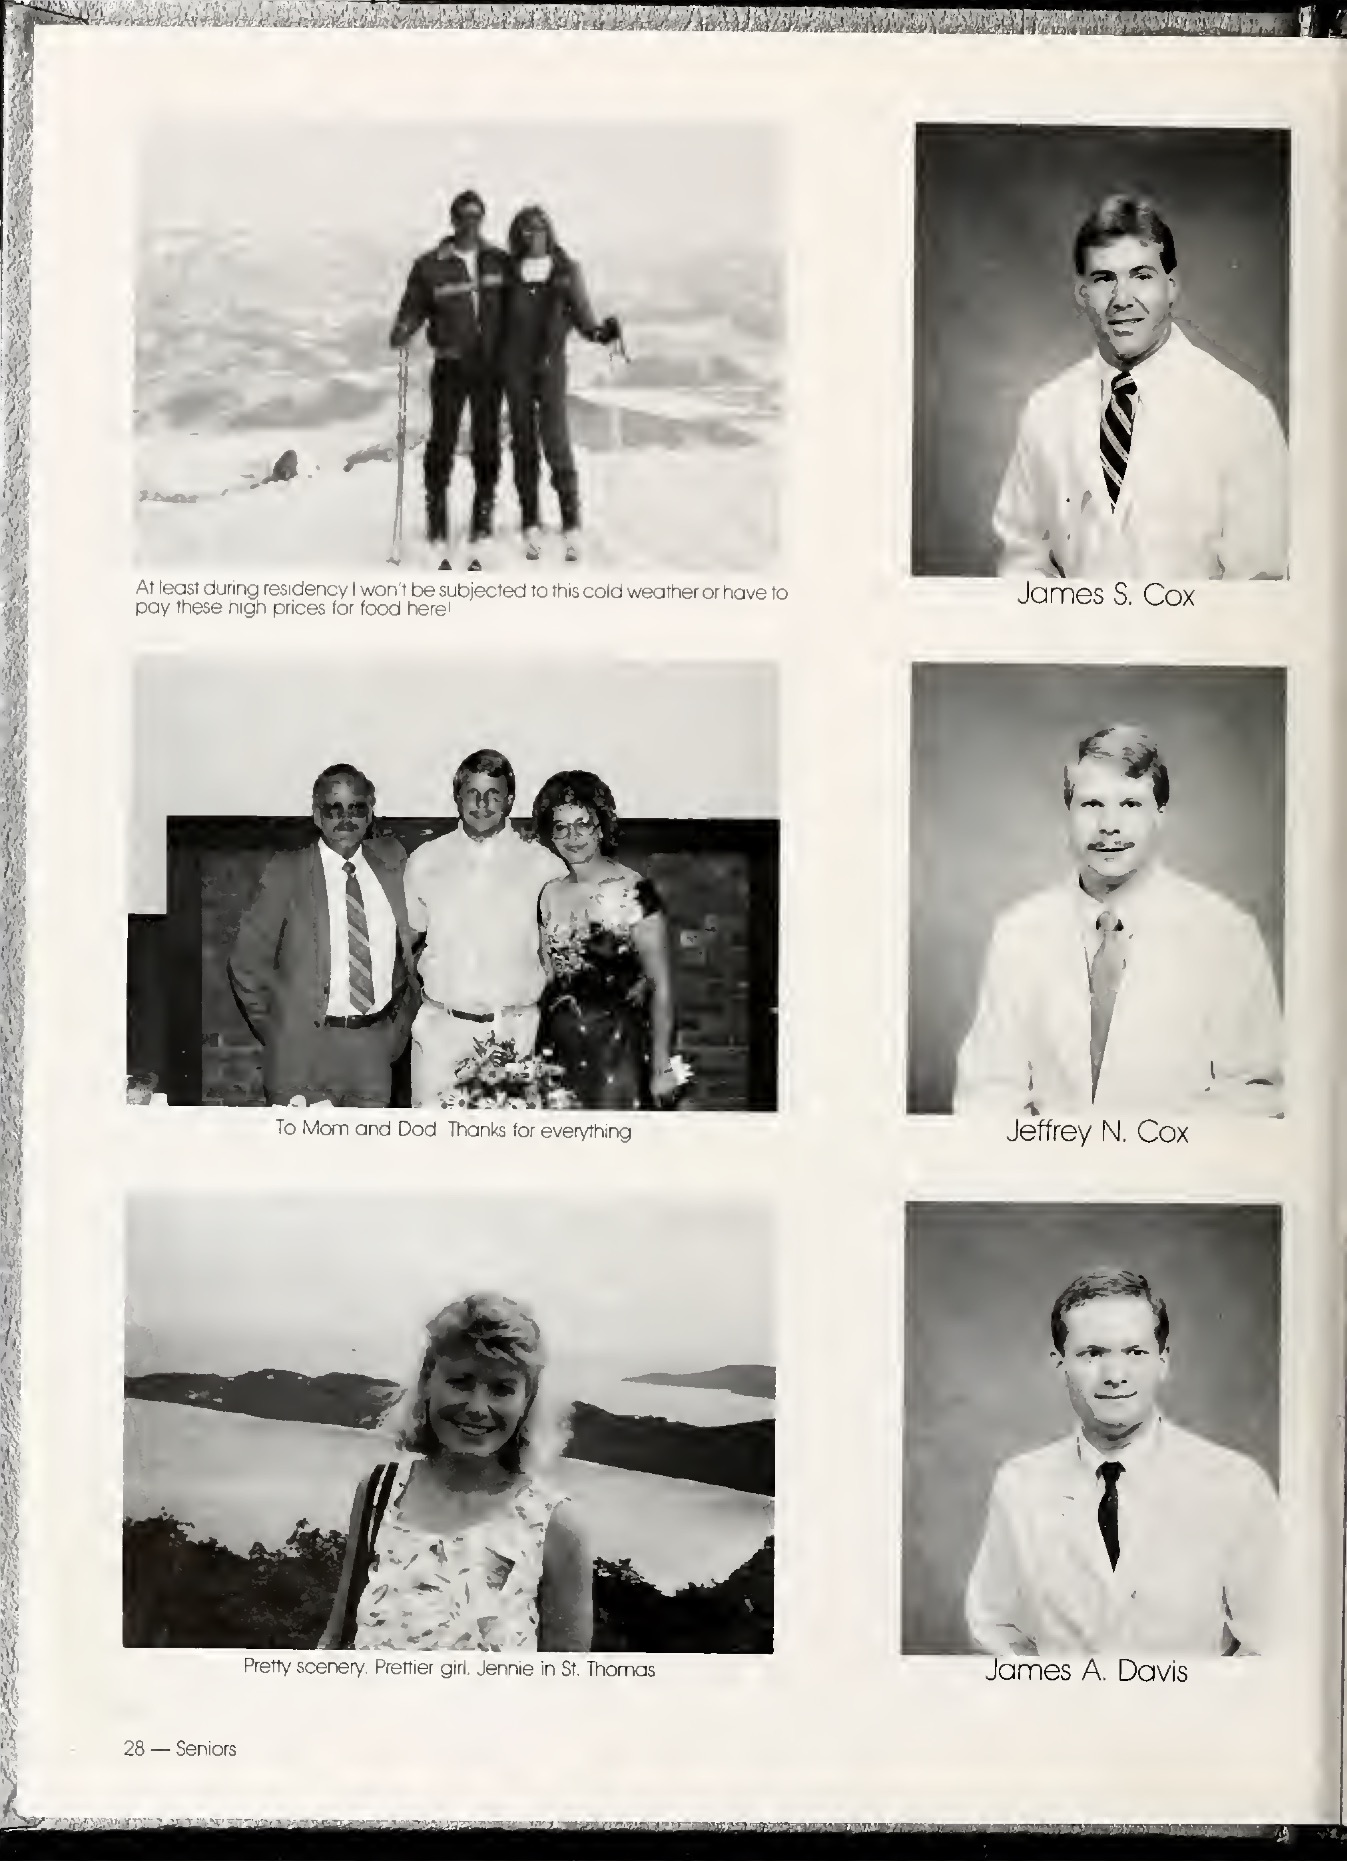 At least during residency I won't be subjected to this cold weather or have to
pay these high prices for food here!
James S. Cox
To Mom and Dad Thanks for everything
Jeffrey N. Cox
Pretty scenery. Prettier girl. Jennie in St. Thomas
James A. Davis
28 — Seniors